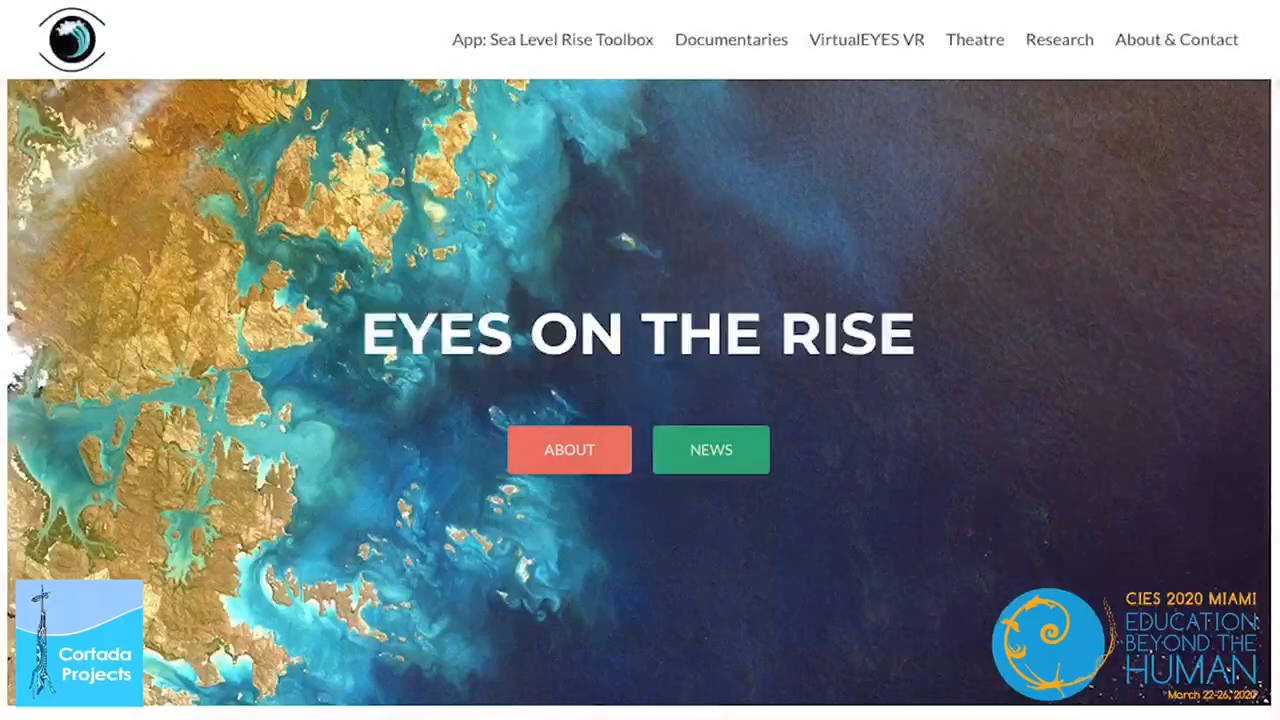 App: Sea Level Rise Toolbox Documentaries VirtualEYES VR Theatre Research About & Contact
EYES ON THE RISE
ABOUT NEWS
Cortada
Projects
CIES 2020 MIAMI
EDUCATION
BEYOND THE
HUMAN
March 22-26, 2020